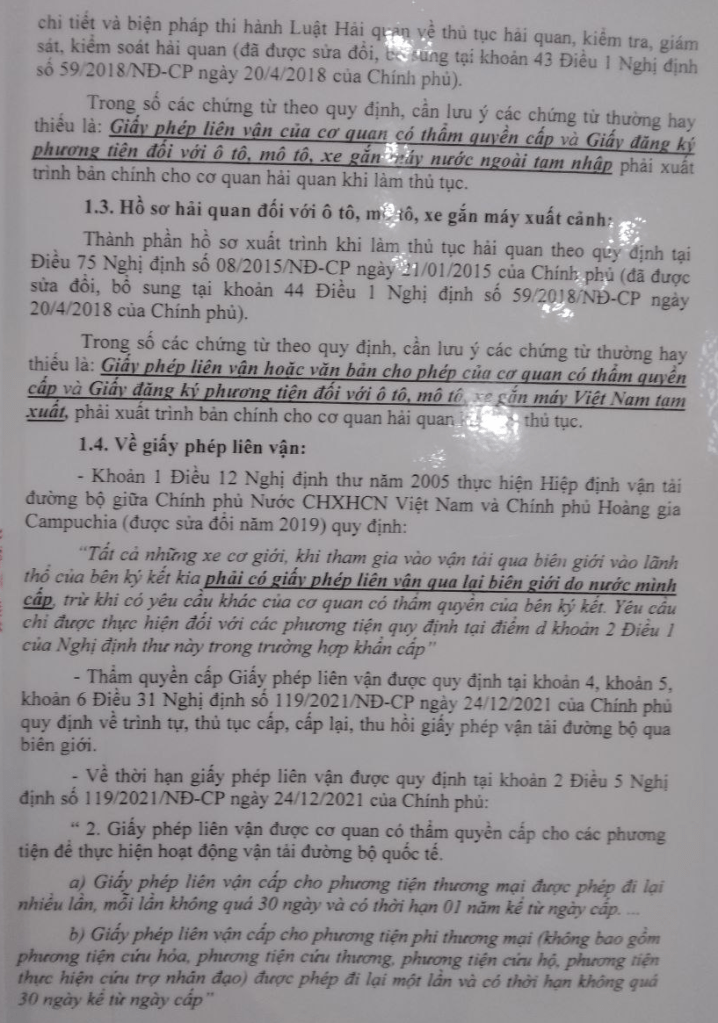 chi tiết và biện pháp thi hành Luật Hải quan về thủ tục hải quan, kiểm tra, giám
sát, kiểm soát hải quan (đã được sửa đổi, bổ sung tại khoản 43 Điều 1 Nghị định
số 59/2018/NĐ-CP ngày 20/4/2018 của Chính phủ).
Trong số các chứng từ theo quy định, cần lưu ý các chứng từ thường hay
thiếu là: Giấy phép liên vận của cơ quan có thẩm quyền cấp và Giấy đăng ký
phương tiện đối với ô tô, mô tô, xe gắn máy nước ngoài tạm nhập phải xuất
trình bản chính cho cơ quan hải quan khi làm thủ tục.
1.3. Hồ sơ hải quan đối với ô tô, mô tô, xe gắn máy xuất cảnh:
Thành phần hồ sơ xuất trình khi làm thủ tục hải quan theo quy định tại
Điều 75 Nghị định số 08/2015/NĐ-CP ngày 21/01/2015 của Chính phủ (đã được
sửa đổi, bổ sung tại khoản 44 Điều 1 Nghị định số 59/2018/NĐ-CP ngày
20/4/2018 của Chính phủ).
Trong số các chứng từ theo quy định, cần lưu ý các chứng từ thường hay
thiếu là: Giấy phép liên vận hoặc văn bản cho phép của cơ quan có thẩm quyền
cấp và Giấy đăng ký phương tiện đối với ô tô, mô tô, xe gắn máy Việt Nam tạm
xuất, phải xuất trình bản chính cho cơ quan hải quan thủ tục.
1.4. Về giấy phép liên vận:
- Khoản 1 Điều 12 Nghị định thư năm 2005 thực hiện Hiệp định vận tải
đường bộ giữa Chính phủ Nước CHXHCN Việt Nam và Chính phủ Hoàng gia
Campuchia (được sửa đổi năm 2019) quy định:
"Tất cả những xe cơ giới, khi tham gia vào vận tải qua biên giới vào lãnh
thổ của bên ký kết kia phải có giấy phép liên vận qua lại biên giới do nước mình
cấp, trừ khi có yêu cầu khác của cơ quan có thẩm quyền của bên ký kết. Yêu cầu
chỉ được thực hiện đối với các phương tiện quy định tại điểm d khoản 2 Điều 1
của Nghị định thư này trong trường hợp khẩn cấp"
- Thẩm quyền cấp Giấy phép liên vận được quy định tại khoản 4, khoản 5,
khoản 6 Điều 31 Nghị định số 119/2021/NĐ-CP ngày 24/12/2021 của Chính phủ
quy định về trình tự, thủ tục cấp, cấp lại, thu hồi giấy phép vận tải đường bộ qua
biên giới.
- Về thời hạn giấy phép liên vận được quy định tại khoản 2 Điều 5 Nghị
định số 119/2021/NĐ-CP ngày 24/12/2021 của Chính phủ:
" 2. Giấy phép liên vận được cơ quan có thẩm quyền cấp cho các phương
tiện để thực hiện hoạt động vận tải đường bộ quốc tế.
a) Giấy phép liên vận cấp cho phương tiện thương mại được phép đi lại
nhiều lần, mỗi lần không quá 30 ngày và có thời hạn 01 năm kể từ ngày cấp. ...
b) Giấy phép liên vận cấp cho phương tiện phi thương mại (không bao gồm
phương tiện cứu hỏa, phương tiện cứu thương, phương tiện cứu hộ, phương tiện
thực hiện cứu trợ nhân đạo) được phép đi lại một lần và có thời hạn không quá
30 ngày kể từ ngày cấp"